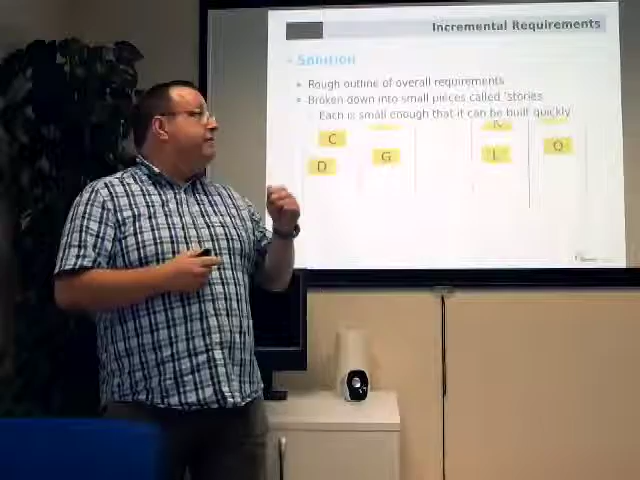 Incremental Requirements
Solution
Rough outline of overall requirements
Broken down into small pieces called 'stories
Each is small enough that it can be built quickly
C
Q
D
G
L